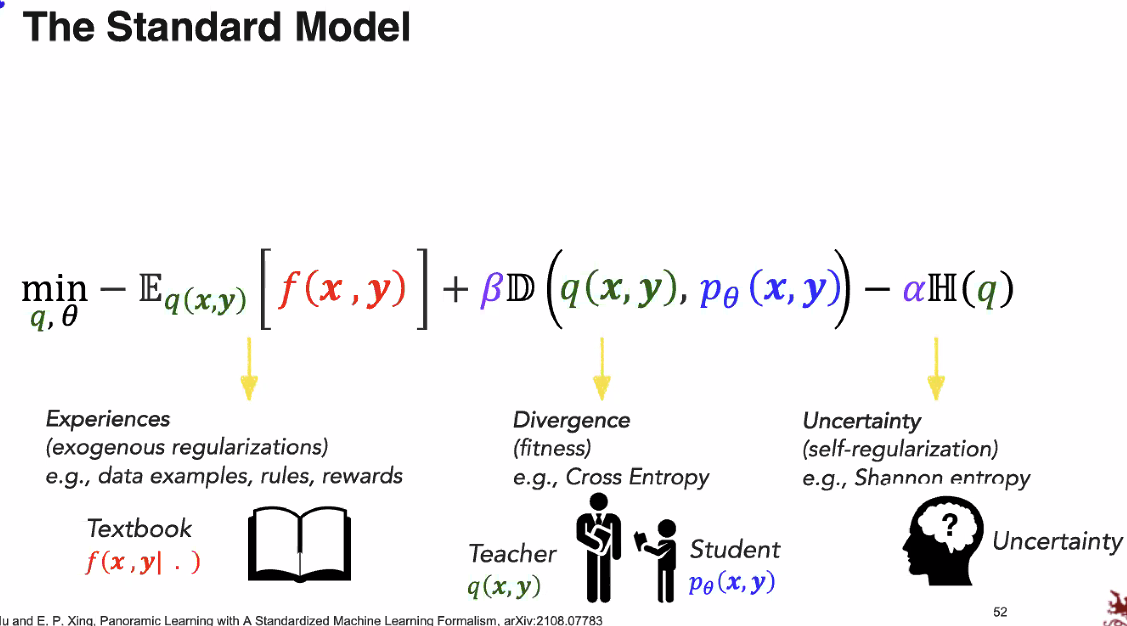 The Standard Model
min − 𝔼q(x,y) [ f(x,y) ] + β𝔻 ( q(x,y), pθ(x,y) ) − αℍ(q)
q, θ
Experiences
(exogenous regularizations)
e.g., data examples, rules, rewards
Divergence
(fitness)
e.g., Cross Entropy
Uncertainty
(self-regularization)
e.g., Shannon entropy
Textbook
f(x,y| . )
Teacher
q(x,y)
Student
pθ(x,y)
?
Uncertainty
and E. P. Xing. Panoramic Learning with A Standardized Machine Learning Formalism, arXiv:2108.07783
52